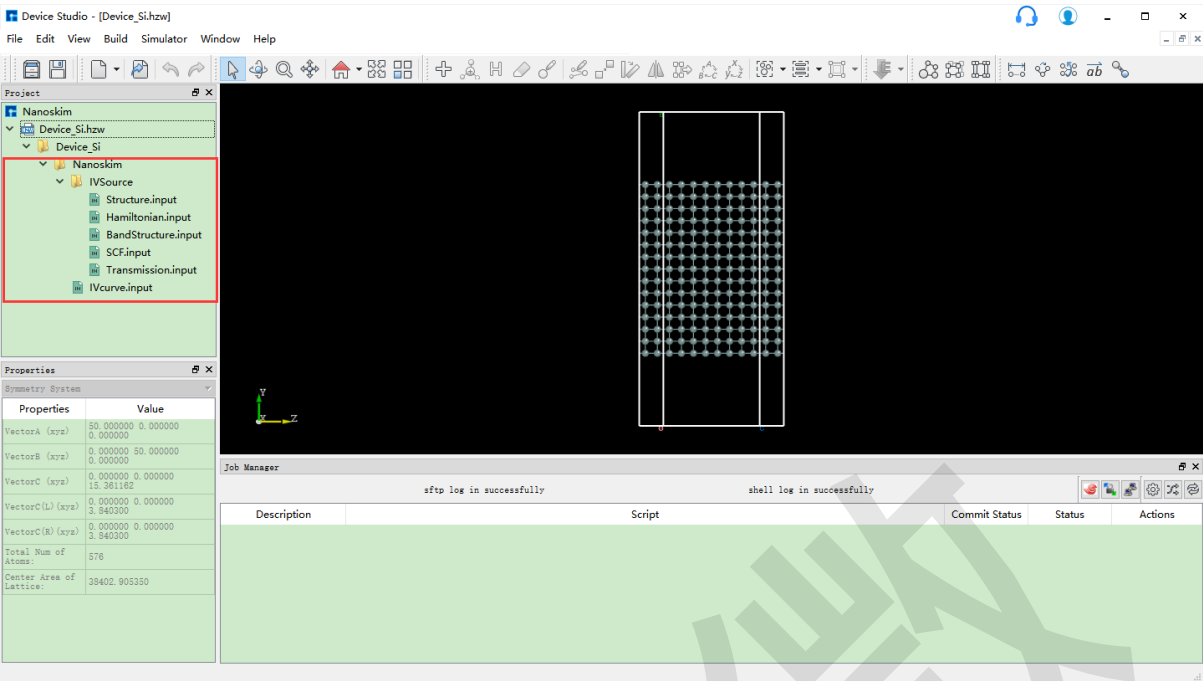 Device Studio - [Device_Si.hzw]
File Edit View Build Simulator Window Help
Project
Nanoskim
Device_Si.hzw
Device_Si
Nanoskim
IVSource
Structure.input
Hamiltonian.input
BandStructure.input
SCF.input
Transmission.input
IVcurve.input
Properties
Symmetry System
Properties Value
VectorA (xyz) 50.000000 0.000000
0.000000
VectorB (xyz) 0.000000 50.000000
0.000000
VectorC (xyz) 0.000000 0.000000
15.361162
VectorC(L)(xyz) 0.000000 0.000000
3.840300
VectorC(R)(xyz) 0.000000 0.000000
3.840300
Total Num of
Atoms: 576
Center Area of
Lattice: 38402.905350
Y
X Z
Job Manager
sftp log in successfully shell log in successfully
Description Script Commit Status Status Actions